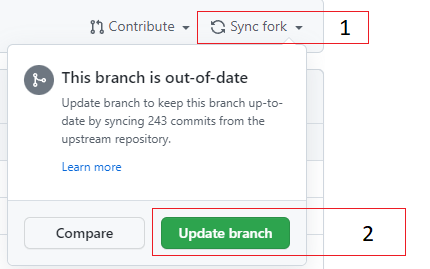 Contribute Sync fork 1
This branch is out-of-date
Update branch to keep this branch up-to-
date by syncing 243 commits from the
upstream repository.
Learn more
Compare Update branch 2